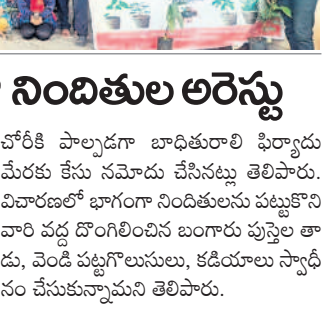 నిందితుల అరెస్టు
చోరీకి పాల్పడగా బాధితురాలి ఫిర్యాదు
మేరకు కేసు నమోదు చేసినట్లు తెలిపారు.
విచారణలో భాగంగా నిందితులను పట్టుకొని
వారి వద్ద దొంగిలించిన బంగారు పుస్తెల తా
డు, వెండి పట్టగొలుసులు, కడియాలు స్వాధీ
నం చేసుకున్నామని తెలిపారు.